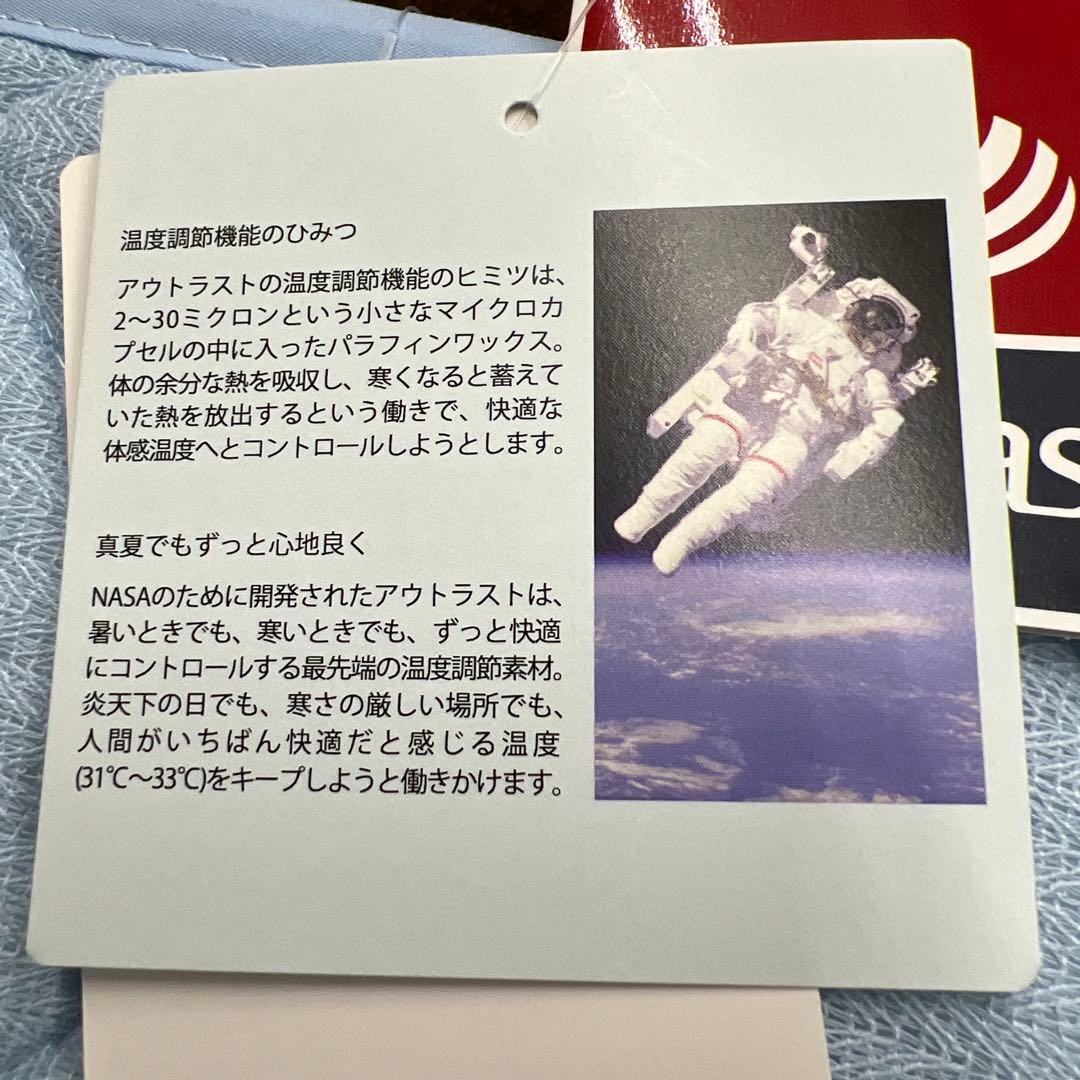 温度調節機能のひみつ
アウトラストの温度調節機能のヒミツは、
2～30ミクロンという小さなマイクロカ
プセルの中に入ったパラフィンワックス。
体の余分な熱を吸収し、寒くなると蓄えて
いた熱を放出するという働きで、快適な
体感温度へとコントロールしようとします。
真夏でもずっと心地良く
NASAのために開発されたアウトラストは、
暑いときでも、寒いときでも、ずっと快適
にコントロールする最先端の温度調節素材。
炎天下の日でも、寒さの厳しい場所でも、
人間がいちばん快適だと感じる温度
(31℃～33℃)をキープしようと働きかけます。
as